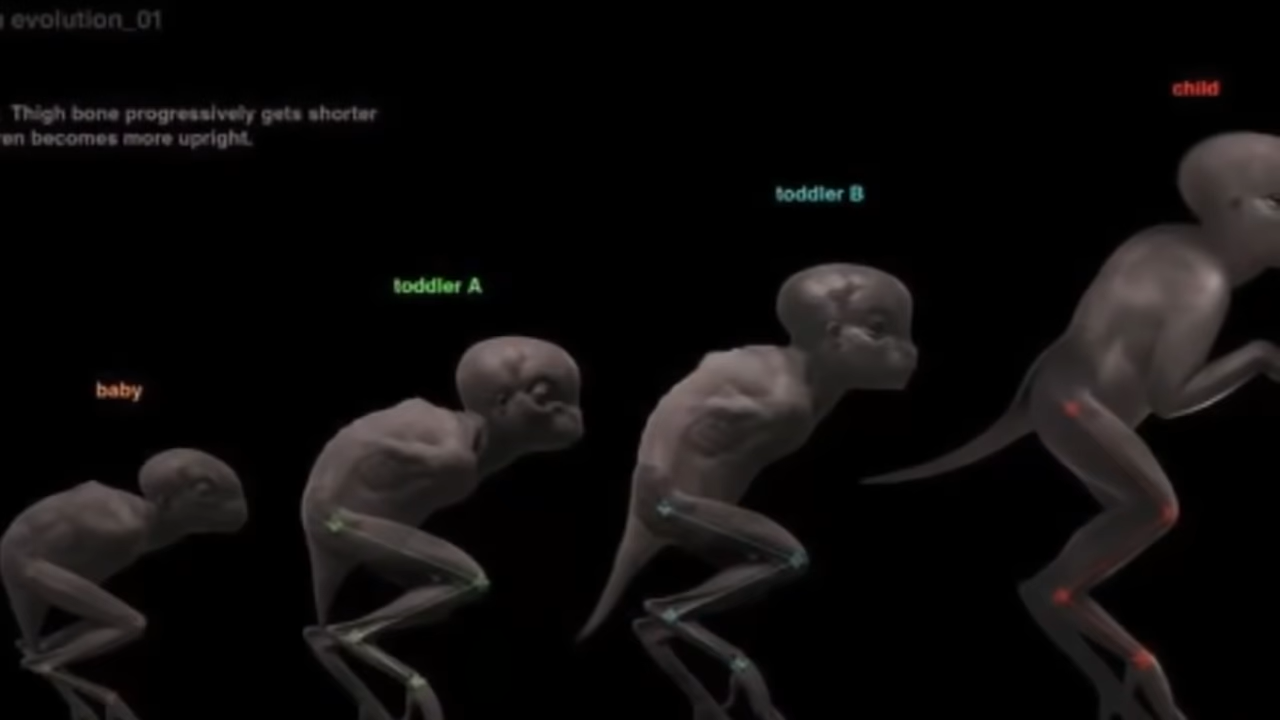 evolution_01
Thigh bone progressively gets shorter
becomes more upright.
child
toddler B
toddler A
baby